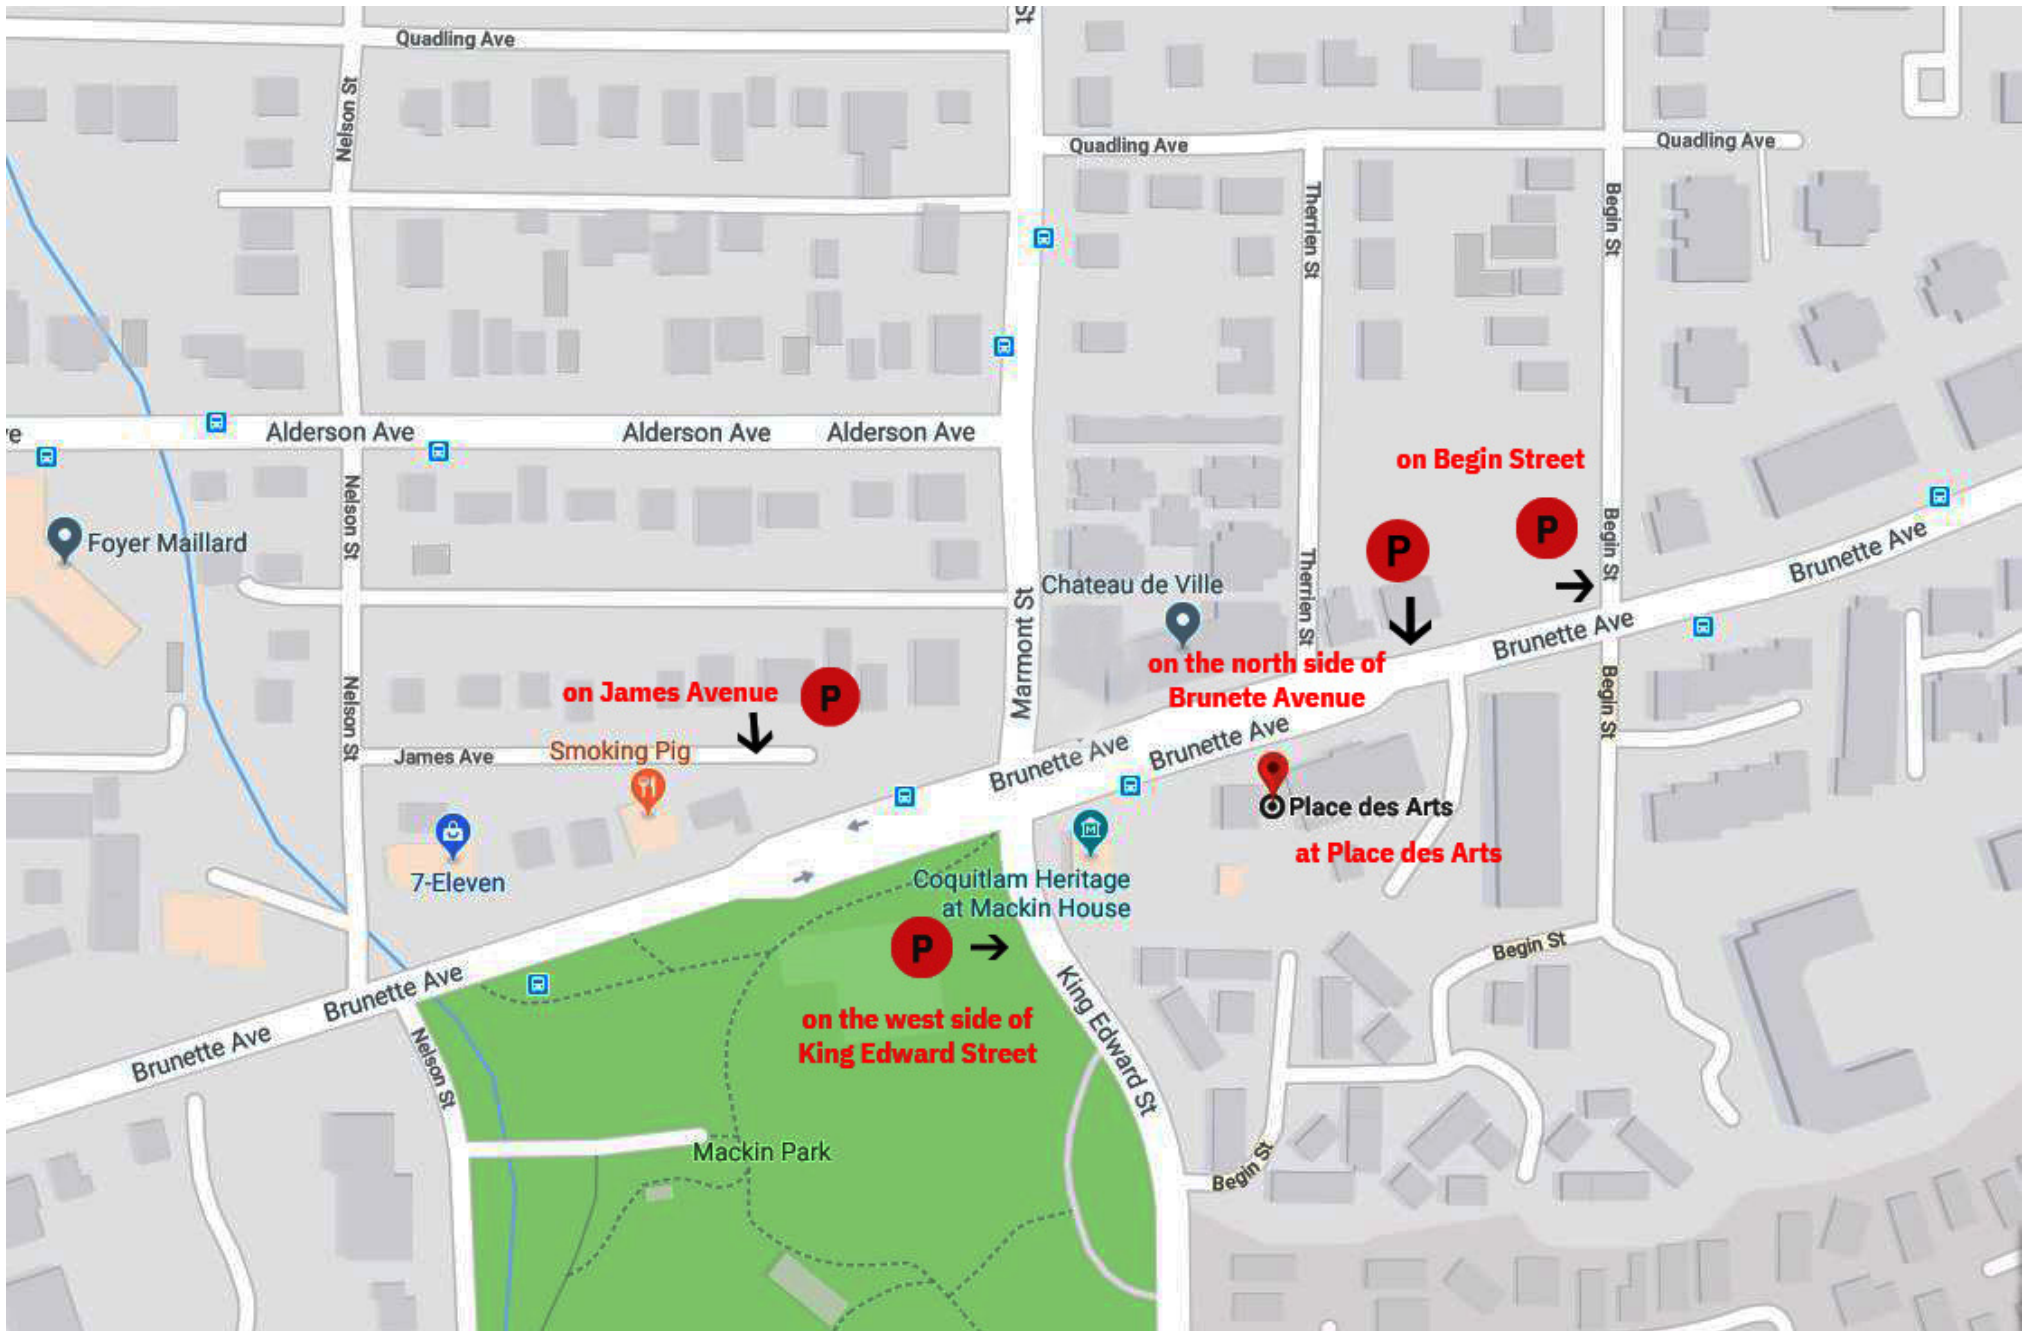 St
Quadling Ave
Nelson St
Quadling Ave
Quadling Ave
Therrien St
Begin St
e
Alderson Ave
Alderson Ave
Alderson Ave
on Begin Street
Nelson St
Begin St
P
P
Foyer Maillard
Brunette Ave
Therrien St
Chateau de Ville
Marmont St
Brunette Ave
on the north side of
Brunete Avenue
Begin St
on James Avenue
P
Nelson St
James Ave
Smoking Pig
Brunette Ave
Brunette Ave
Place des Arts
at Place des Arts
7-Eleven
Coquitlam Heritage
at Mackin House
M
P
Begin St
Brunette Ave
on the west side of
King Edward Street
King Edward St
Brunette Ave
Nelson St
Mackin Park
Begin St